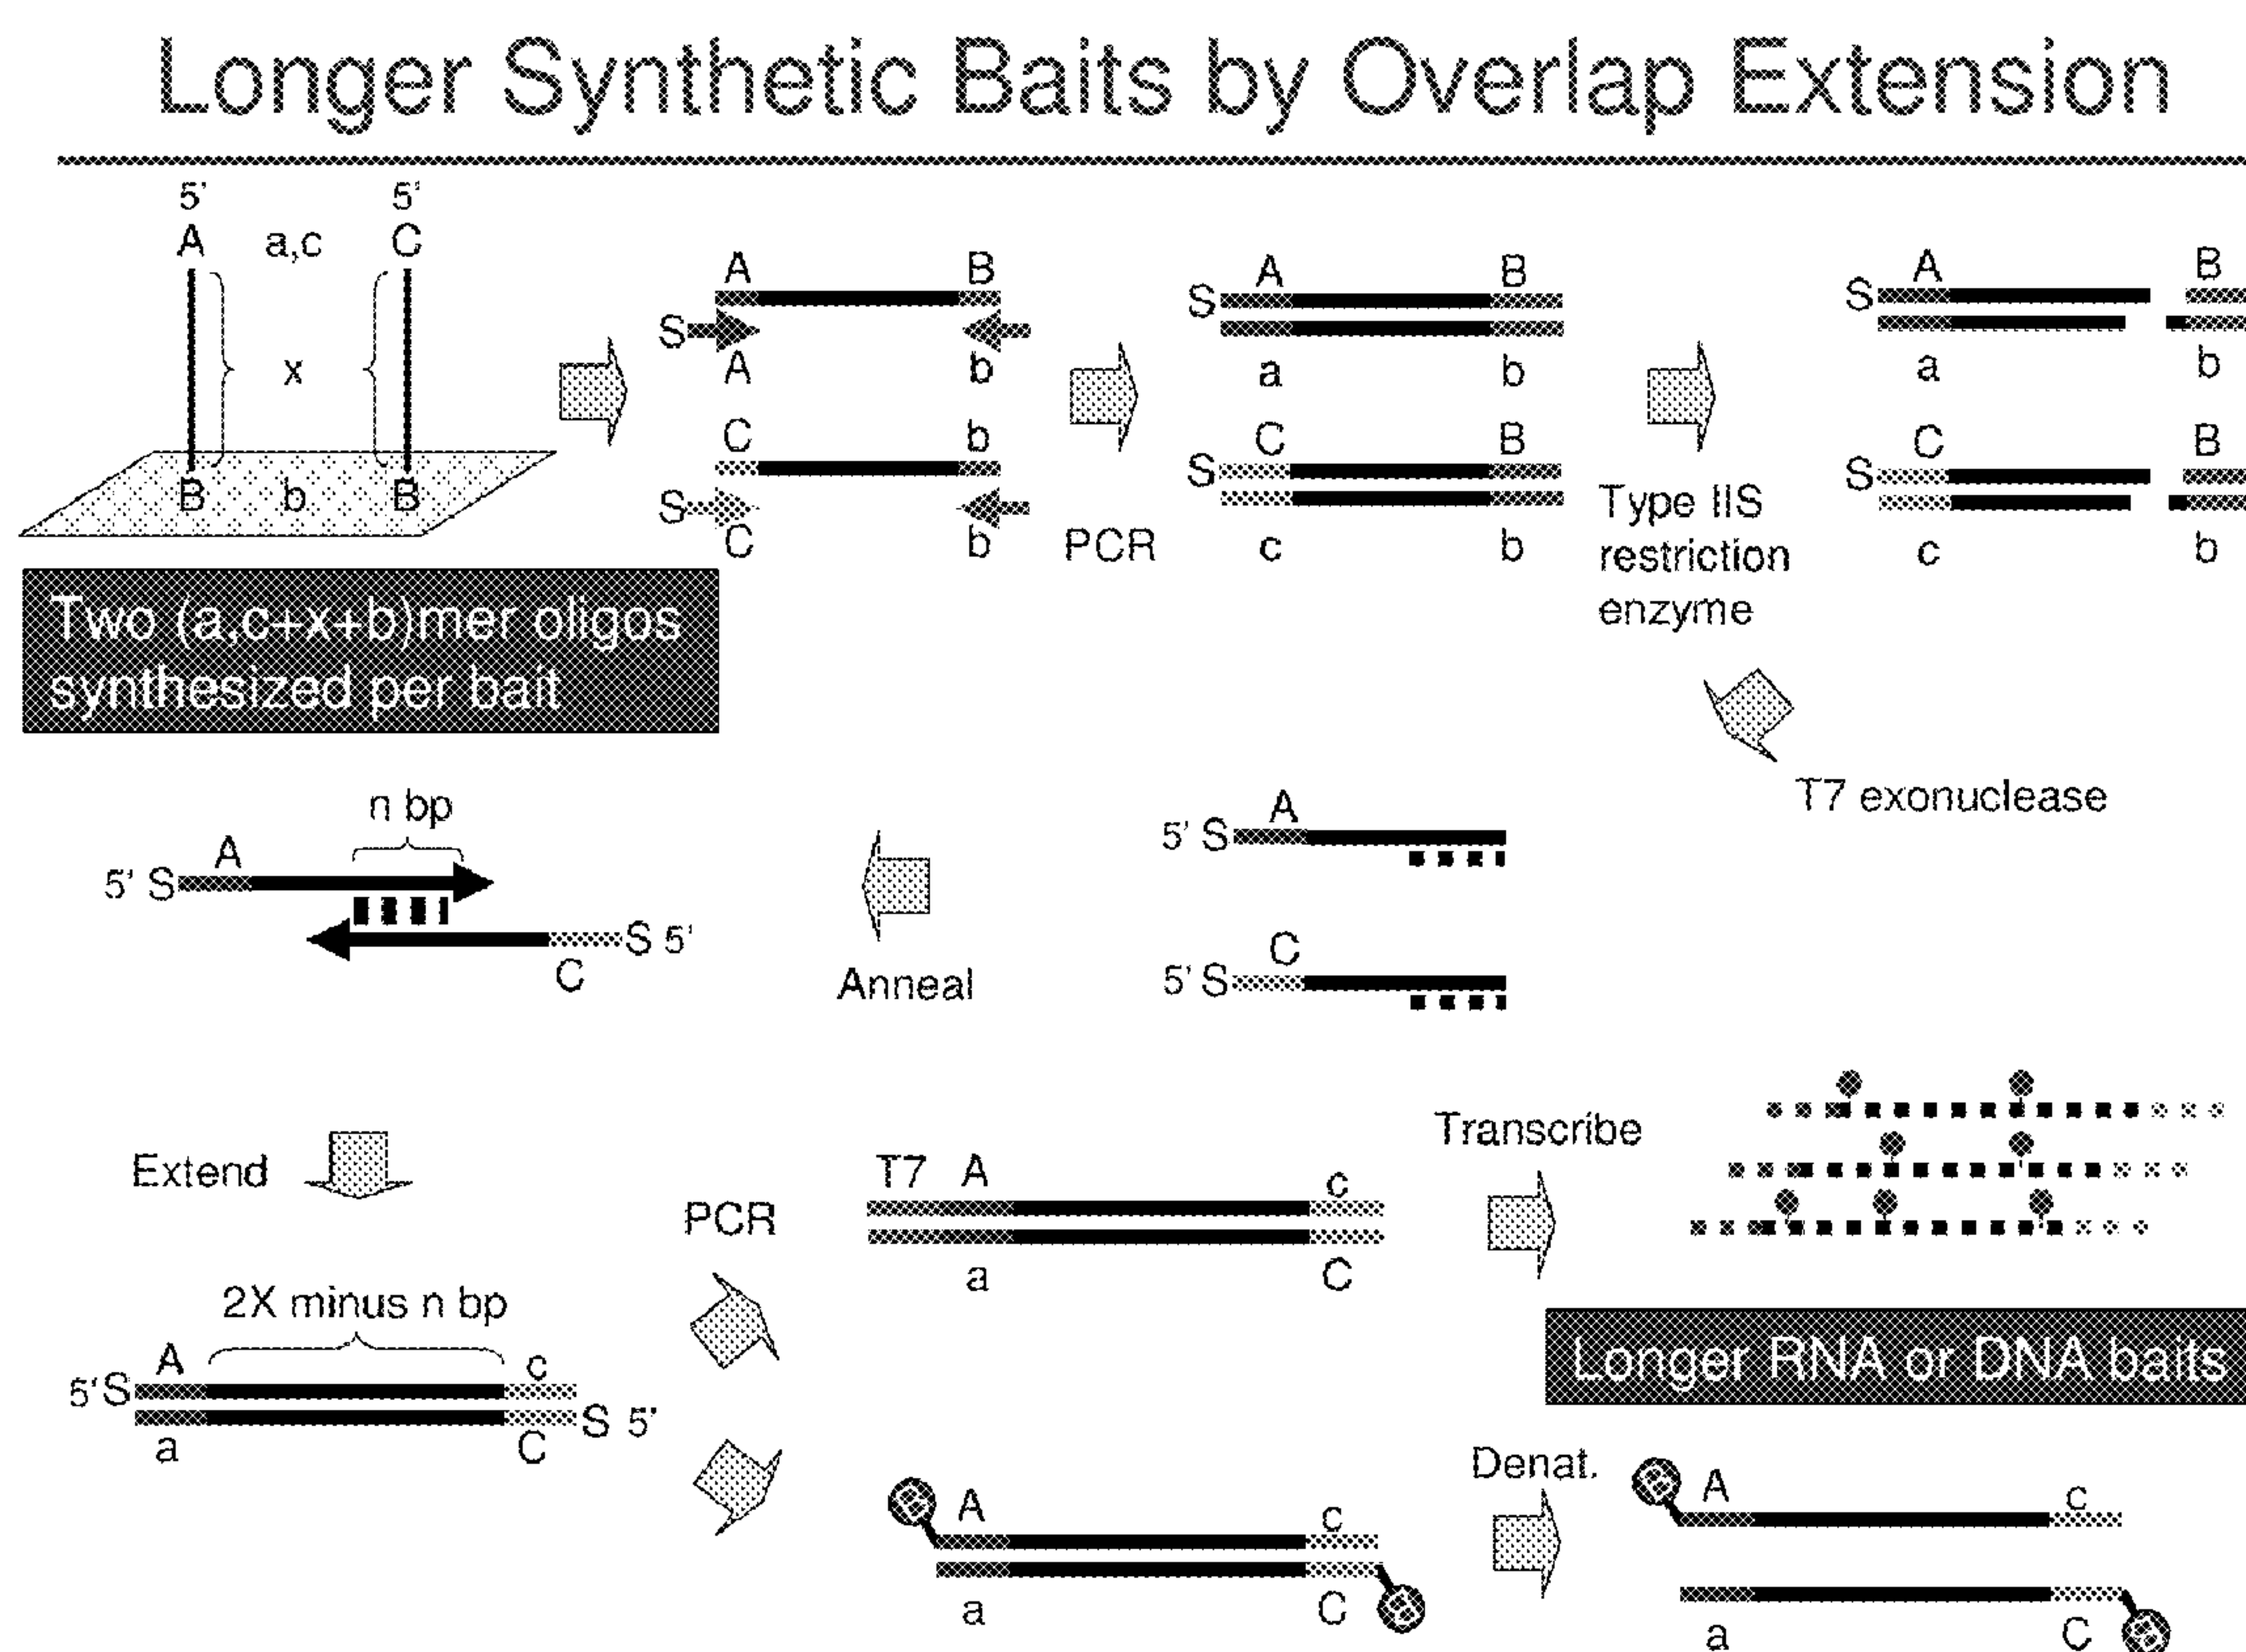 Longer Synthetic Baits by Overlap Extension
5' 5'
A a,c C
x
B b B
A B
S
A b
C b
S
C b
PCR
A B
S
a b
C B
S
c b
Type IIS
restriction
enzyme
A B
S
a b
C B
S
c b
Two (a,c+x+b)mer oligos
synthesized per bait
T7 exonuclease
A
5' S
C
5' S
Anneal
n bp
A
5' S
S 5'
C
Extend
2X minus n bp
A c
5'S
S 5'
a C
PCR
T7 A c
a C
Transcribe
Longer RNA or DNA baits
B A c
a C B
Denat.
B A c
a C B